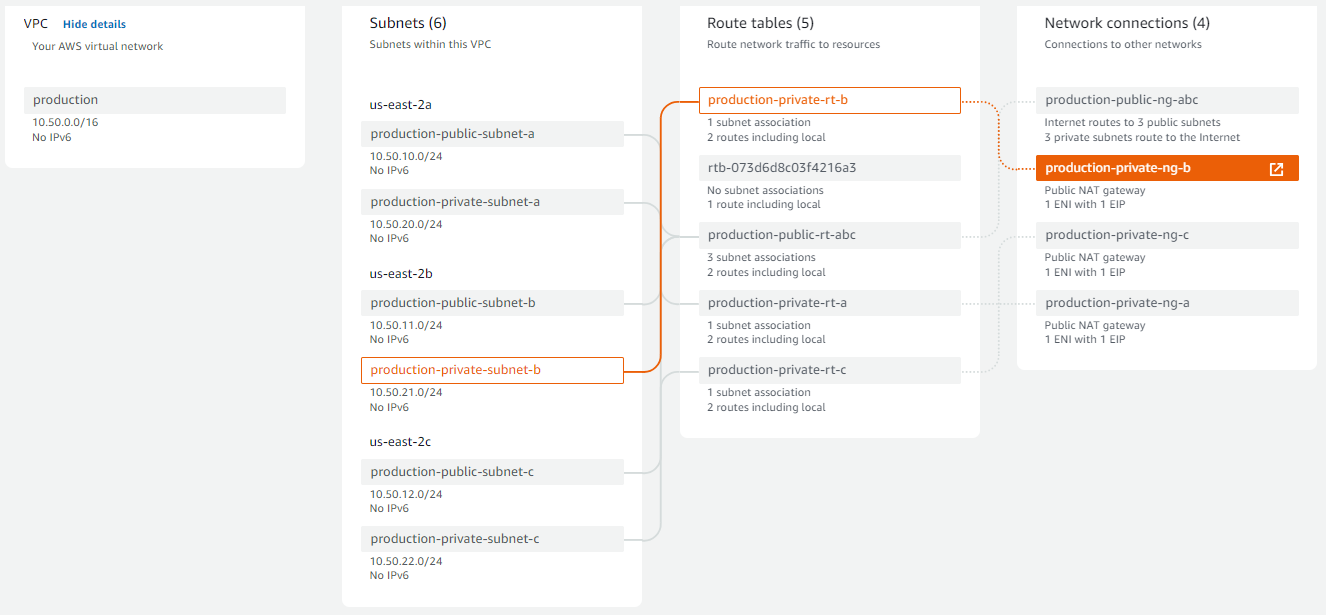 VPC Hide details
Your AWS virtual network
production
10.50.0.0/16
No IPv6
Subnets (6)
Subnets within this VPC
us-east-2a
production-public-subnet-a
10.50.10.0/24
No IPv6
production-private-subnet-a
10.50.20.0/24
No IPv6
us-east-2b
production-public-subnet-b
10.50.11.0/24
No IPv6
production-private-subnet-b
10.50.21.0/24
No IPv6
us-east-2c
production-public-subnet-c
10.50.12.0/24
No IPv6
production-private-subnet-c
10.50.22.0/24
No IPv6
Route tables (5)
Route network traffic to resources
production-private-rt-b
1 subnet association
2 routes including local
rtb-073d6d8c03f4216a3
No subnet associations
1 route including local
production-public-rt-abc
3 subnet associations
2 routes including local
production-private-rt-a
1 subnet association
2 routes including local
production-private-rt-c
1 subnet association
2 routes including local
Network connections (4)
Connections to other networks
production-public-ng-abc
Internet routes to 3 public subnets
3 private subnets route to the Internet
production-private-ng-b
Public NAT gateway
1 ENI with 1 EIP
production-private-ng-c
Public NAT gateway
1 ENI with 1 EIP
production-private-ng-a
Public NAT gateway
1 ENI with 1 EIP